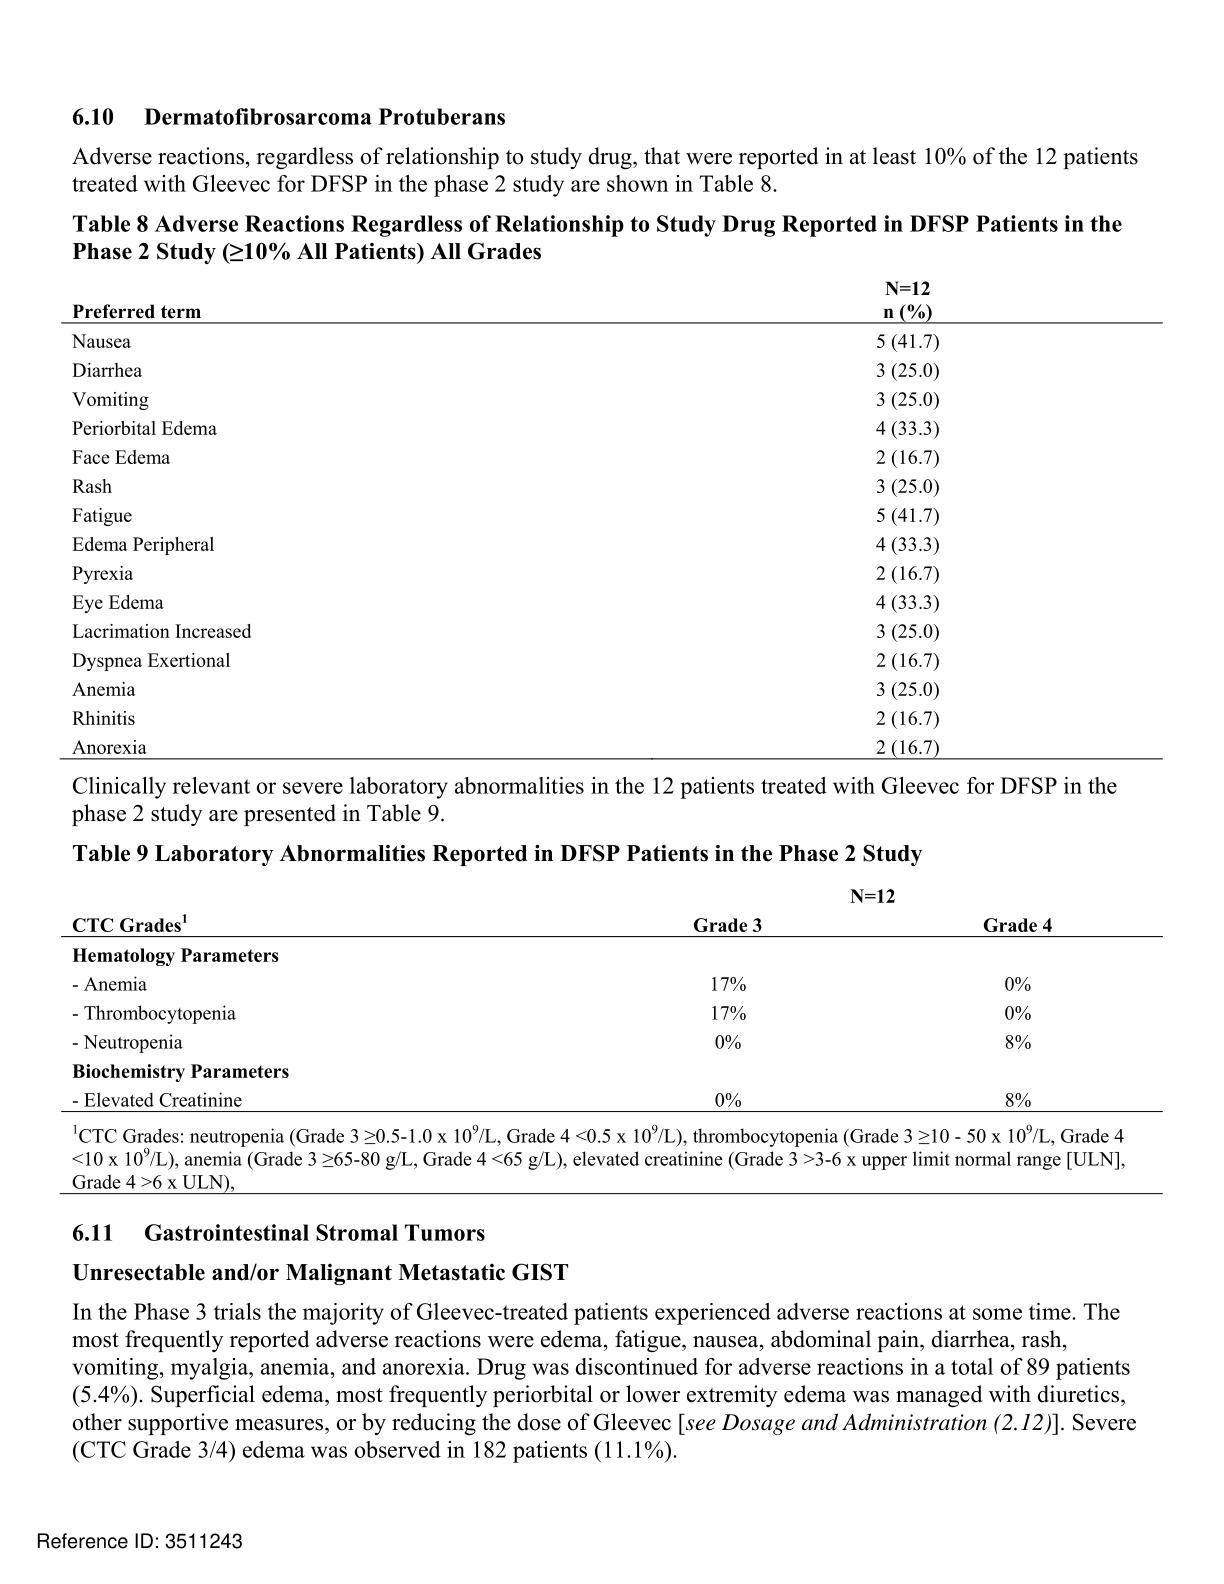 6.10 Dermatofibrosarcoma Protuberans
Adverse reactions, regardless of relationship to study drug, that were reported in at least 10% of the 12 patients
treated with Gleevec for DFSP in the phase 2 study are shown in Table 8.
Table 8 Adverse Reactions Regardless of Relationship to Study Drug Reported in DFSP Patients in the
Phase 2 Study (≥10% All Patients) All Grades
N=12
Preferred term n (%)
Nausea 5 (41.7)
Diarrhea 3 (25.0)
Vomiting 3 (25.0)
Periorbital Edema 4 (33.3)
Face Edema 2 (16.7)
Rash 3 (25.0)
Fatigue 5 (41.7)
Edema Peripheral 4 (33.3)
Pyrexia 2 (16.7)
Eye Edema 4 (33.3)
Lacrimation Increased 3 (25.0)
Dyspnea Exertional 2 (16.7)
Anemia 3 (25.0)
Rhinitis 2 (16.7)
Anorexia 2 (16.7)
Clinically relevant or severe laboratory abnormalities in the 12 patients treated with Gleevec for DFSP in the
phase 2 study are presented in Table 9.
Table 9 Laboratory Abnormalities Reported in DFSP Patients in the Phase 2 Study
N=12
CTC Grades¹ Grade 3 Grade 4
Hematology Parameters
- Anemia 17% 0%
- Thrombocytopenia 17% 0%
- Neutropenia 0% 8%
Biochemistry Parameters
- Elevated Creatinine 0% 8%
¹CTC Grades: neutropenia (Grade 3 ≥0.5-1.0 x 10⁹/L, Grade 4 <0.5 x 10⁹/L), thrombocytopenia (Grade 3 ≥10 - 50 x 10⁹/L, Grade 4
<10 x 10⁹/L), anemia (Grade 3 ≥65-80 g/L, Grade 4 <65 g/L), elevated creatinine (Grade 3 >3-6 x upper limit normal range [ULN],
Grade 4 >6 x ULN),
6.11 Gastrointestinal Stromal Tumors
Unresectable and/or Malignant Metastatic GIST
In the Phase 3 trials the majority of Gleevec-treated patients experienced adverse reactions at some time. The
most frequently reported adverse reactions were edema, fatigue, nausea, abdominal pain, diarrhea, rash,
vomiting, myalgia, anemia, and anorexia. Drug was discontinued for adverse reactions in a total of 89 patients
(5.4%). Superficial edema, most frequently periorbital or lower extremity edema was managed with diuretics,
other supportive measures, or by reducing the dose of Gleevec [see Dosage and Administration (2.12)]. Severe
(CTC Grade 3/4) edema was observed in 182 patients (11.1%).
Reference ID: 3511243